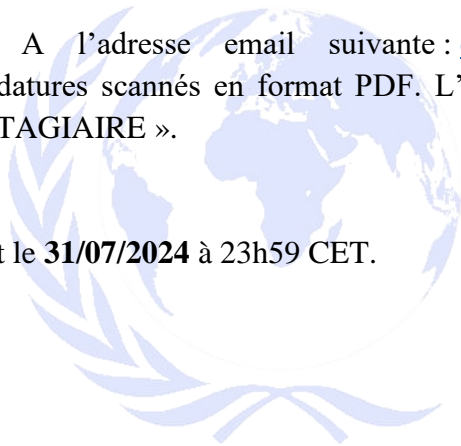 A l’adresse email suivante :
datures scannés en format PDF. L’
TAGIAIRE ».
t le 31/07/2024 à 23h59 CET.